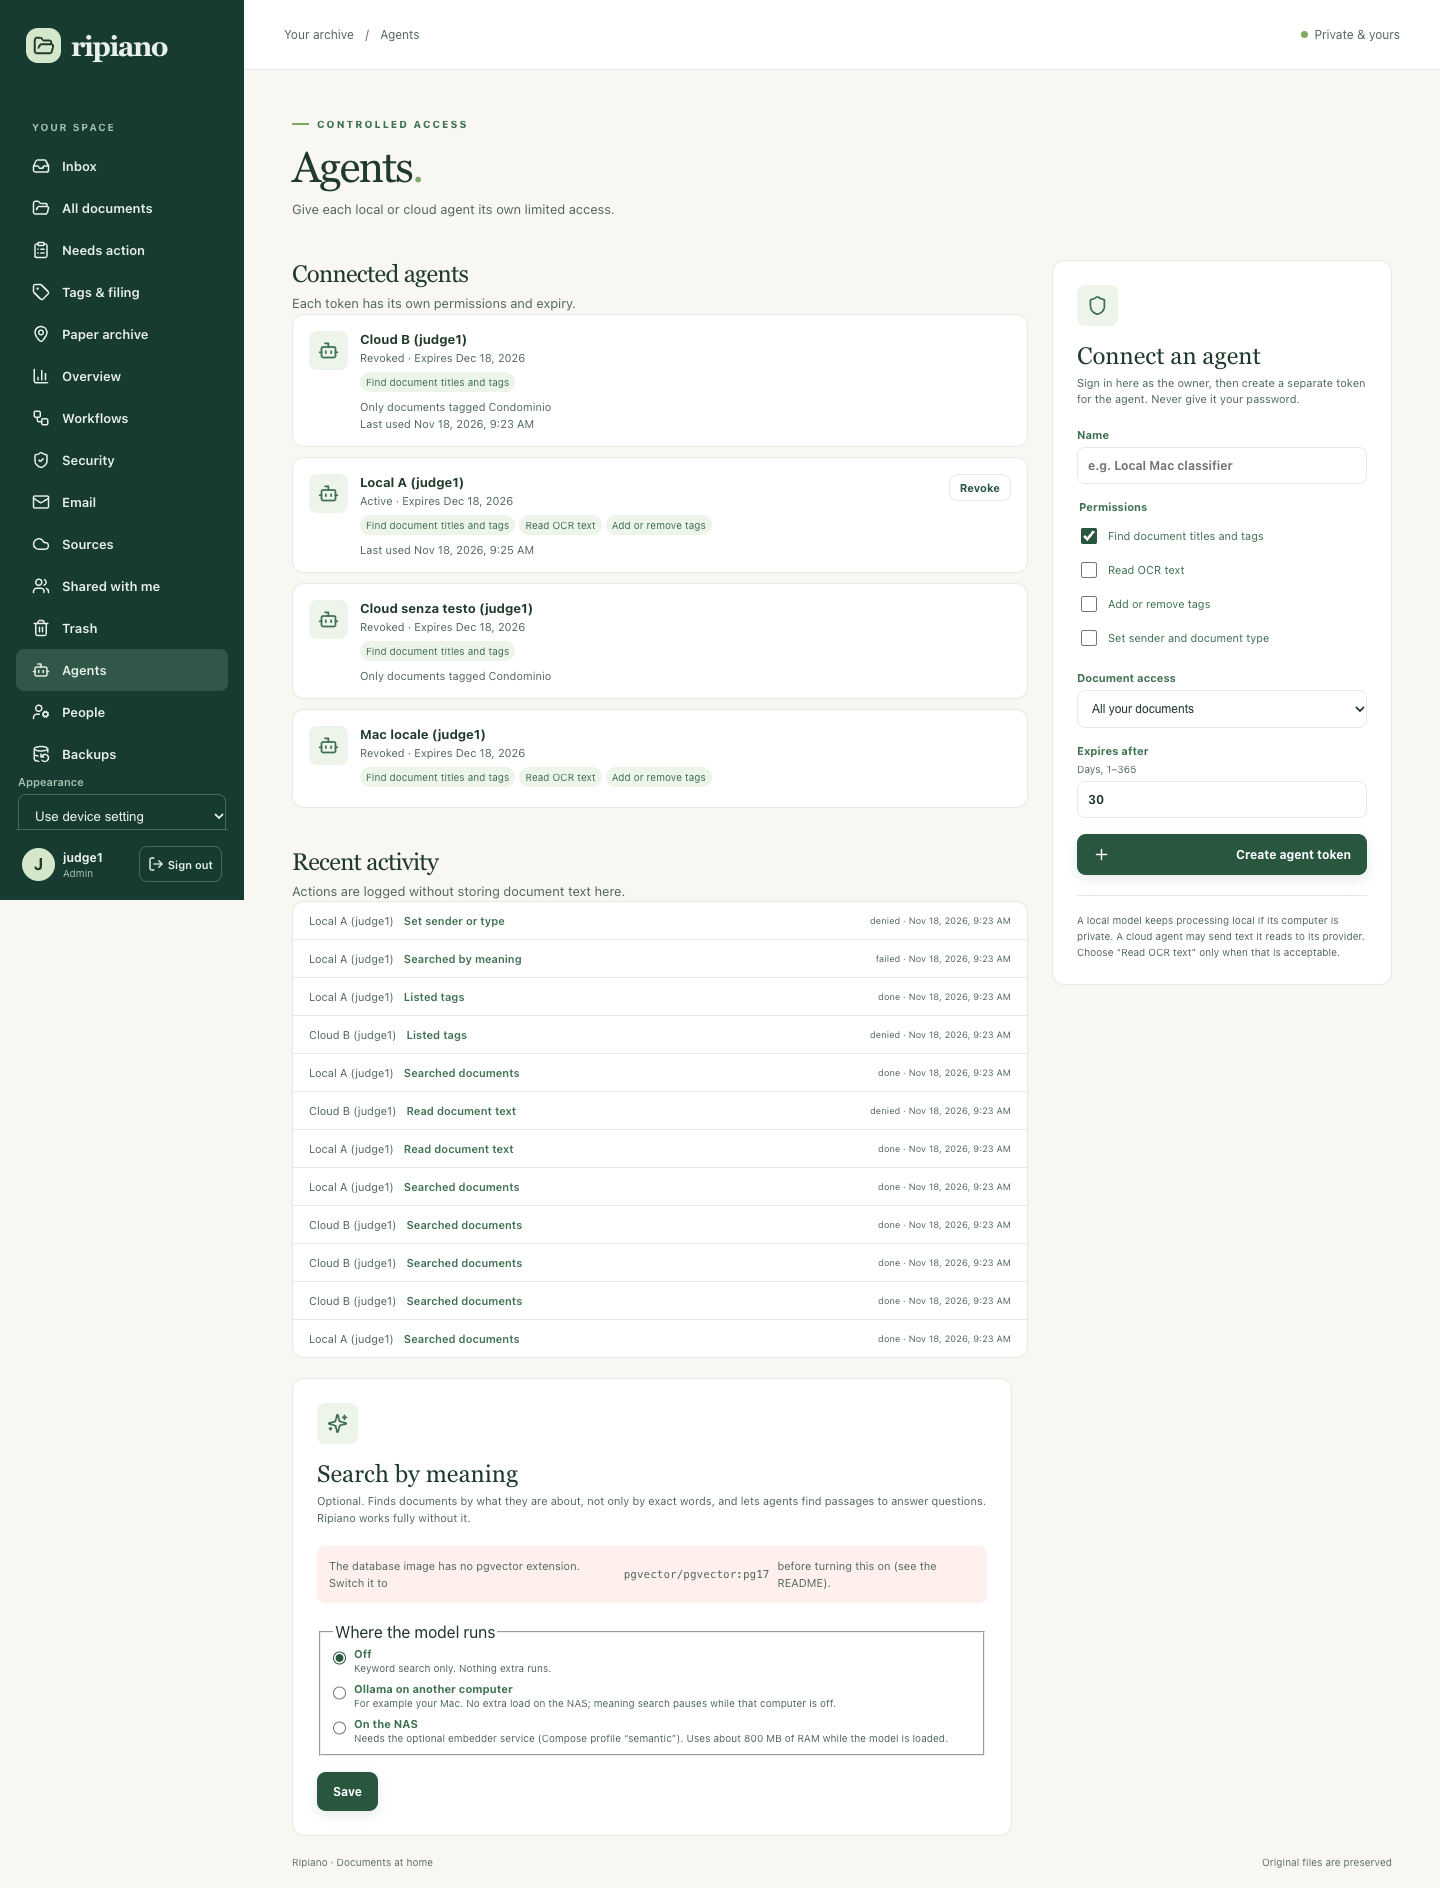 ripiano
YOUR SPACE
Inbox
All documents
Needs action
Tags & filing
Paper archive
Overview
Workflows
Security
Email
Sources
Shared with me
Trash
Agents
People
Backups
Appearance
Use device setting
J
judge1
Admin
Sign out
Your archive / Agents
Private & yours
CONTROLLED ACCESS
Agents.
Give each local or cloud agent its own limited access.
Connected agents
Each token has its own permissions and expiry.
Cloud B (judge1)
Revoked · Expires Dec 18, 2026
Find document titles and tags
Only documents tagged Condominio
Last used Nov 18, 2026, 9:23 AM
Local A (judge1)
Active · Expires Dec 18, 2026
Find document titles and tags Read OCR text Add or remove tags
Last used Nov 18, 2026, 9:25 AM
Revoke
Cloud senza testo (judge1)
Revoked · Expires Dec 18, 2026
Find document titles and tags
Only documents tagged Condominio
Mac locale (judge1)
Revoked · Expires Dec 18, 2026
Find document titles and tags Read OCR text Add or remove tags
Recent activity
Actions are logged without storing document text here.
Local A (judge1) Set sender or type denied · Nov 18, 2026, 9:23 AM
Local A (judge1) Searched by meaning failed · Nov 18, 2026, 9:23 AM
Local A (judge1) Listed tags done · Nov 18, 2026, 9:23 AM
Cloud B (judge1) Listed tags denied · Nov 18, 2026, 9:23 AM
Local A (judge1) Searched documents done · Nov 18, 2026, 9:23 AM
Cloud B (judge1) Read document text denied · Nov 18, 2026, 9:23 AM
Local A (judge1) Read document text done · Nov 18, 2026, 9:23 AM
Local A (judge1) Searched documents done · Nov 18, 2026, 9:23 AM
Cloud B (judge1) Searched documents done · Nov 18, 2026, 9:23 AM
Cloud B (judge1) Searched documents done · Nov 18, 2026, 9:23 AM
Cloud B (judge1) Searched documents done · Nov 18, 2026, 9:23 AM
Local A (judge1) Searched documents done · Nov 18, 2026, 9:23 AM
Connect an agent
Sign in here as the owner, then create a separate token
for the agent. Never give it your password.
Name
e.g. Local Mac classifier
Permissions
Find document titles and tags
Read OCR text
Add or remove tags
Set sender and document type
Document access
All your documents
Expires after
Days, 1–365
30
Create agent token
A local model keeps processing local if its computer is
private. A cloud agent may send text it reads to its provider.
Choose “Read OCR text” only when that is acceptable.
Search by meaning
Optional. Finds documents by what they are about, not only by exact words, and lets agents find passages to answer questions.
Ripiano works fully without it.
The database image has no pgvector extension.
Switch it to
pgvector/pgvector:pg17
before turning this on (see the
README).
Where the model runs
Off
Keyword search only. Nothing extra runs.
Ollama on another computer
For example your Mac. No extra load on the NAS; meaning search pauses while that computer is off.
On the NAS
Needs the optional embedder service (Compose profile “semantic”). Uses about 800 MB of RAM while the model is loaded.
Save
Ripiano · Documents at home
Original files are preserved